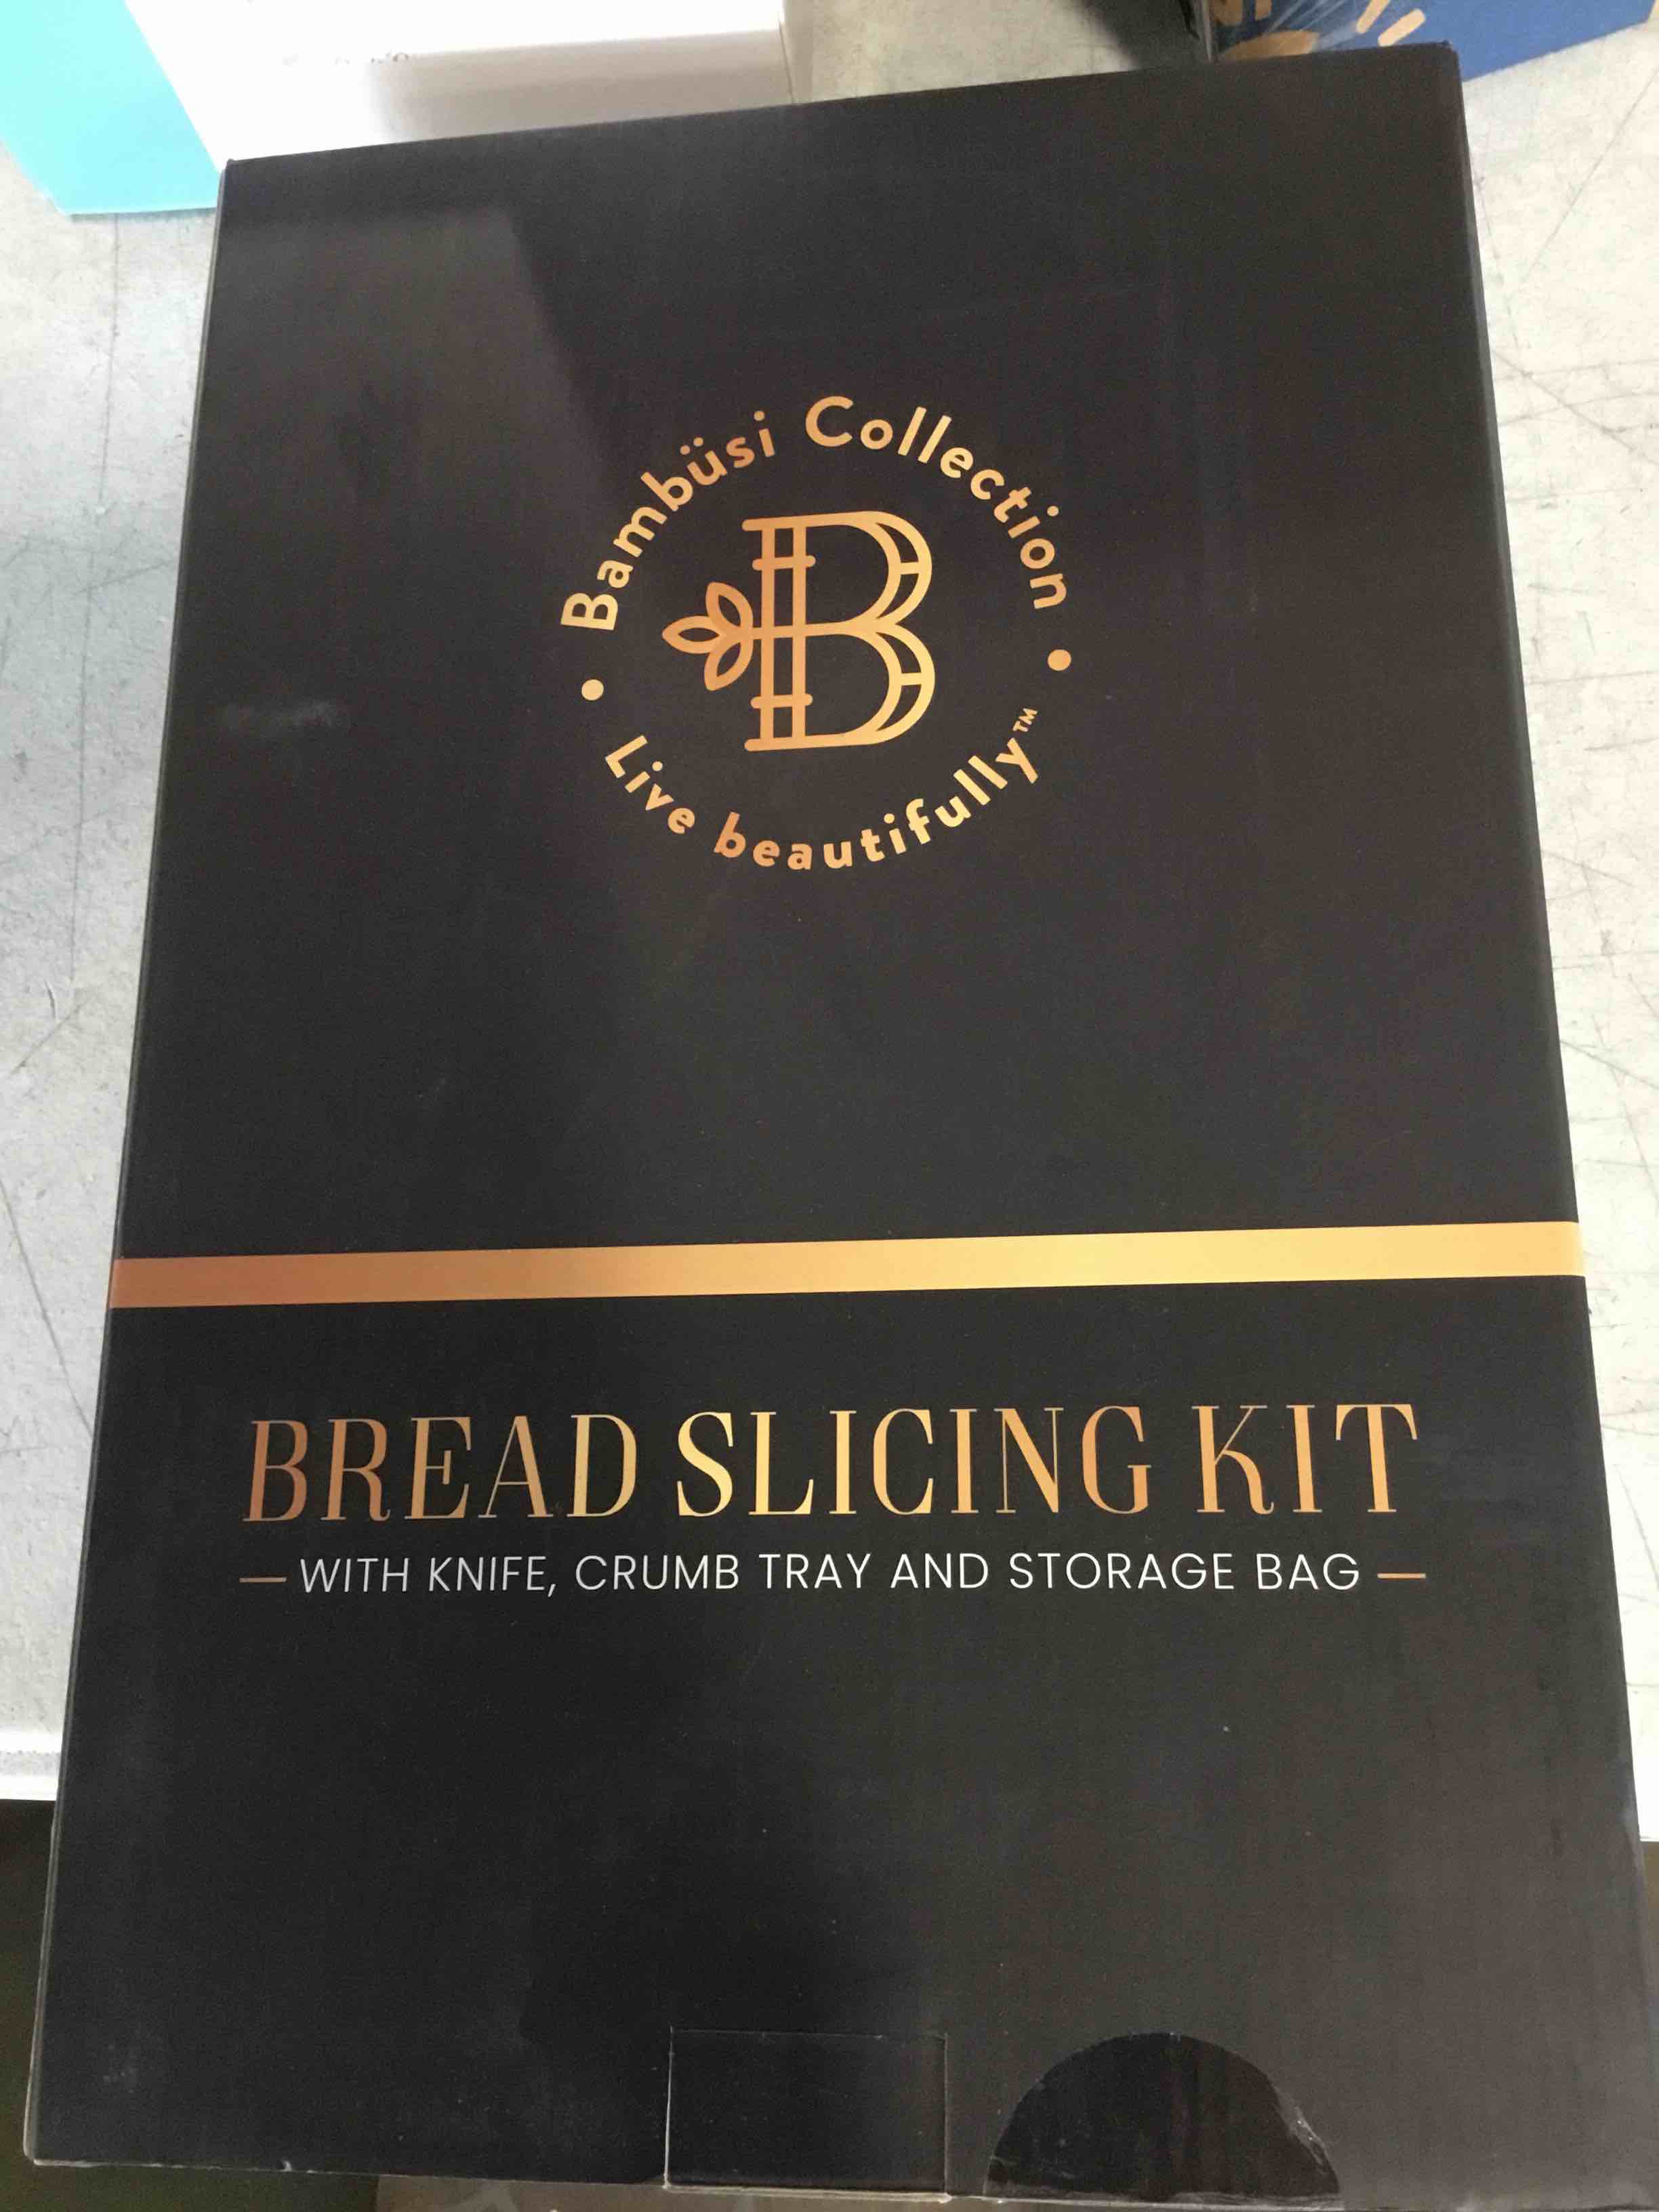 Bambüsi Collection
B
Live beautifully™
BREAD SLICING KIT
— WITH KNIFE, CRUMB TRAY AND STORAGE BAG —